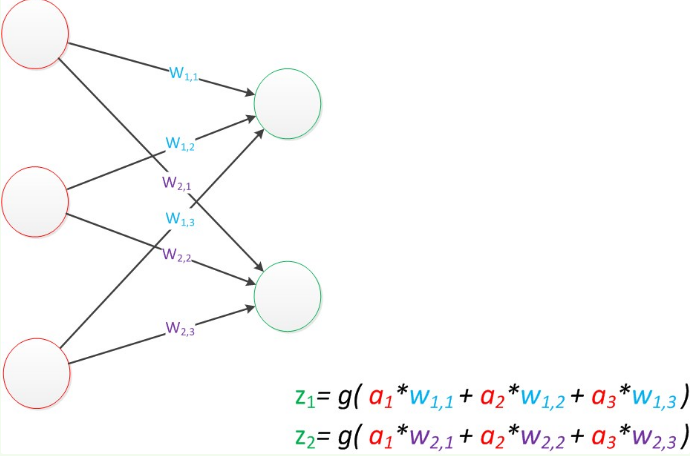 W₁,₁
W₁,₂
W₂,₁
W₁,₃
W₂,₂
W₂,₃
z₁= g( a₁*w₁,₁ + a₂*w₁,₂ + a₃*w₁,₃ )
z₂= g( a₁*w₂,₁ + a₂*w₂,₂ + a₃*w₂,₃ )